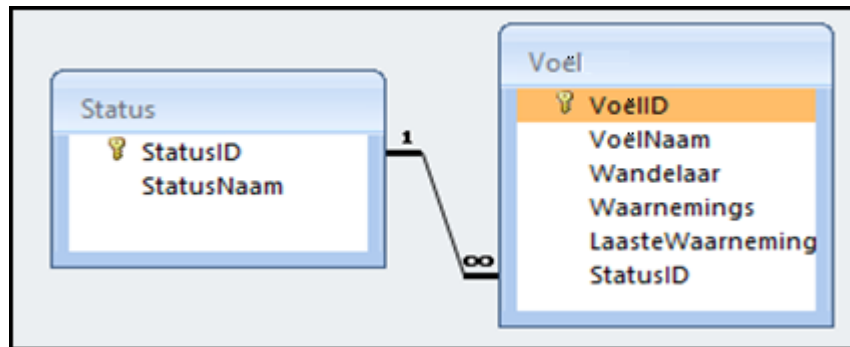 Status
StatusID
StatusNaam
1
∞
Voël
VoëlID
VoëlNaam
Wandelaar
Waarnemings
LaasteWaarneming
StatusID